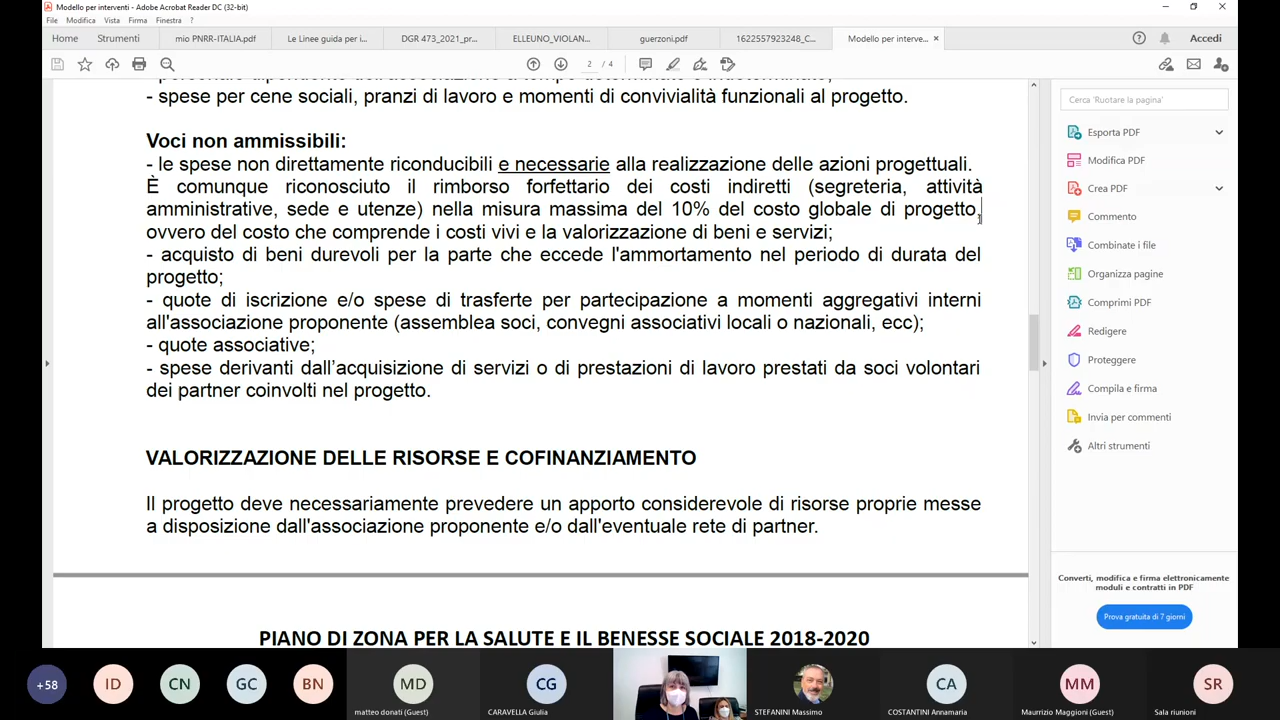 Modello per interventi - Adobe Acrobat Reader DC (32-bit)
File Modifica Vista Firma Finestra ?
Home Strumenti mio PNRR-ITALIA.pdf Le Linee guida per i... DGR 473_2021_pr... ELLEUNO_VIOLAN... guerzoni.pdf 1622557923248_C... Modello per interve... × Accedi
2 / 4
Cerca 'Ruotare la pagina'
- spese per cene sociali, pranzi di lavoro e momenti di convivialità funzionali al progetto.
Voci non ammissibili:
- le spese non direttamente riconducibili e necessarie alla realizzazione delle azioni progettuali.
È comunque riconosciuto il rimborso forfettario dei costi indiretti (segreteria, attività
amministrative, sede e utenze) nella misura massima del 10% del costo globale di progetto,
ovvero del costo che comprende i costi vivi e la valorizzazione di beni e servizi;
- acquisto di beni durevoli per la parte che eccede l'ammortamento nel periodo di durata del
progetto;
- quote di iscrizione e/o spese di trasferte per partecipazione a momenti aggregativi interni
all'associazione proponente (assemblea soci, convegni associativi locali o nazionali, ecc);
- quote associative;
- spese derivanti dall’acquisizione di servizi o di prestazioni di lavoro prestati da soci volontari
dei partner coinvolti nel progetto.
VALORIZZAZIONE DELLE RISORSE E COFINANZIAMENTO
Il progetto deve necessariamente prevedere un apporto considerevole di risorse proprie messe
a disposizione dall'associazione proponente e/o dall'eventuale rete di partner.
PIANO DI ZONA PER LA SALUTE E IL BENESSE SOCIALE 2018-2020
Esporta PDF
Modifica PDF
Crea PDF
Commento
Combinate i file
Organizza pagine
Comprimi PDF
Redigere
Proteggere
Compila e firma
Invia per commenti
Altri strumenti
Converti, modifica e firma elettronicamente
moduli e contratti in PDF
Prova gratuita di 7 giorni
+58 ID CN GC BN MD CG CA MM SR
matteo donati (Guest) CARAVELLA Giulia STEFANINI Massimo COSTANTINI Annamaria Maurizio Maggioni (Guest) Sala riunioni